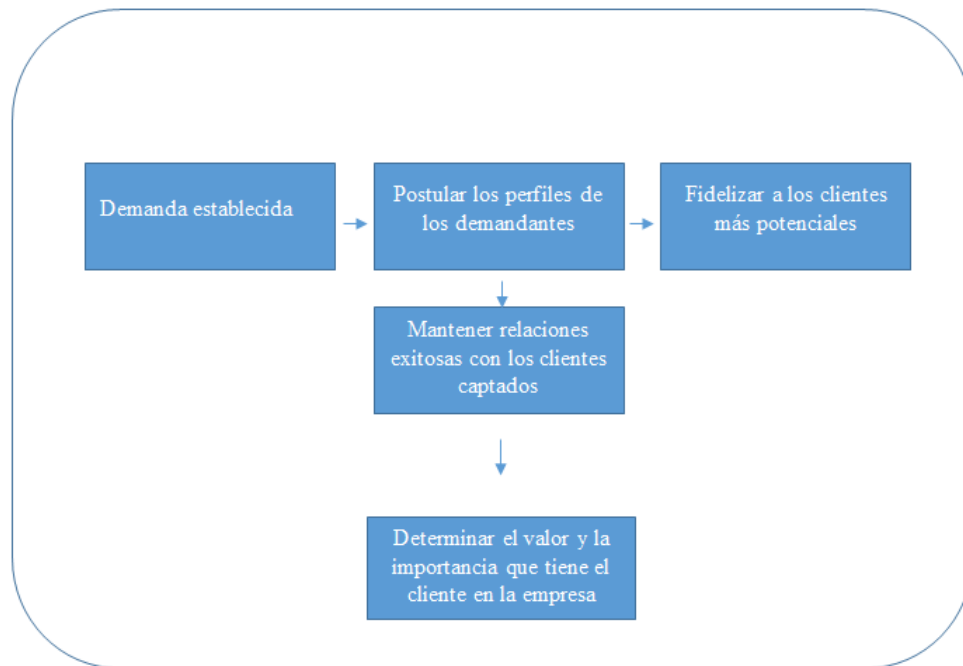 Demanda establecida
Postular los perfiles de
los demandantes
Fidelizar a los clientes
más potenciales
Mantener relaciones
exitosas con los clientes
captados
Determinar el valor y la
importancia que tiene el
cliente en la empresa